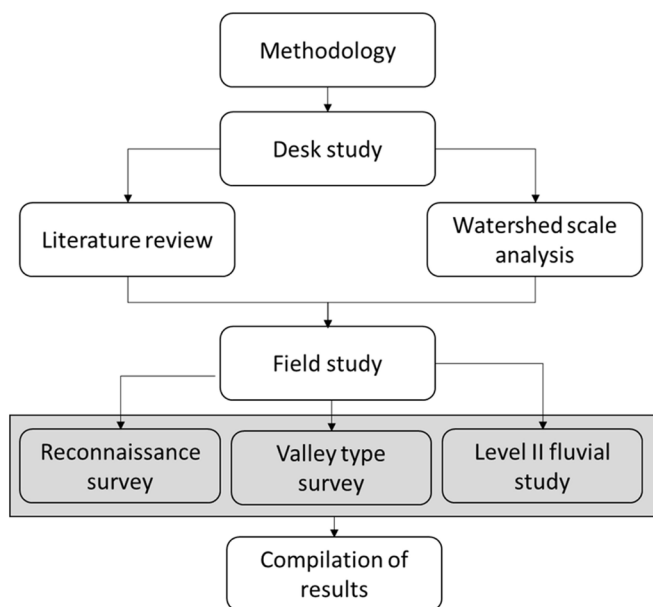 Methodology
Desk study
Literature review
Watershed scale
analysis
Field study
Reconnaissance
survey
Valley type
survey
Level II fluvial
study
Compilation of
results